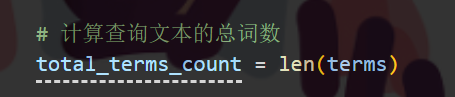 # 计算查询文本的总词数
total_terms_count = len(terms)